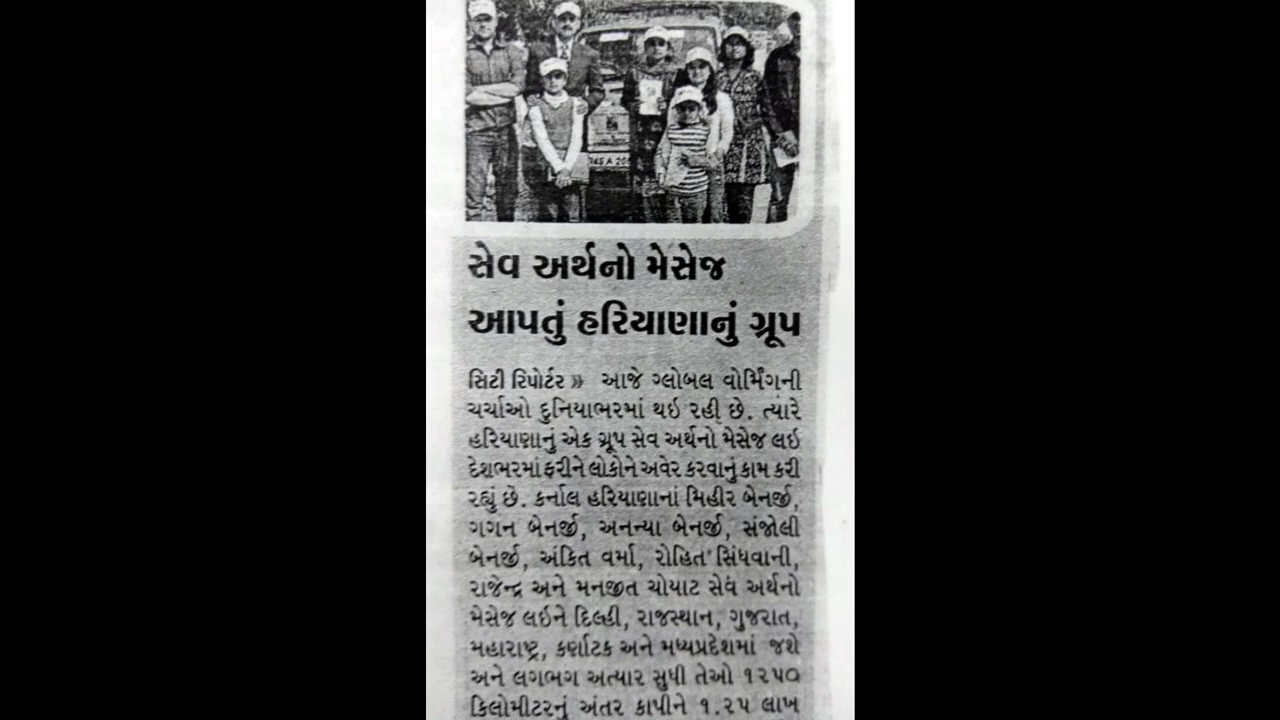 સેવ અર્થનો મેસેજ
આપતું હરિયાણાનું ગ્રૂપ
સિટી રિપોર્ટર» આજે ગ્લોબલ વોર્મિંગની
ચર્ચાઓ દુનિયાભરમાં થઇ રહી છે. ત્યારે
હરિયાણાનું એક ગ્રૂપ સેવ અર્થનો મેસેજ લઇ
દેશભરમાં ફરીને લોકોને અવેર કરવાનું કામ કરી
રહ્યું છે. કર્નાલ હરિયાણાનાં મિહીર બેનર્જી,
ગગન બેનર્જી, અનન્યા બેનર્જી, સંજોલી
બેનર્જી, અંકિત વર્મા, રોહિત સિંધવાની,
રાજેન્દ્ર અને મનજીત ચોયાટ સેવ અર્થનો
મેસેજ લઇને દિલ્હી, રાજસ્થાન, ગુજરાત,
મહારાષ્ટ્ર, કર્ણાટક અને મધ્યપ્રદેશમાં જશે
અને લગભગ અત્યાર સુધી તેઓ ૧૨૫૦
કિલોમીટરનું અંતર કાપીને ૧.૨૫ લાખ